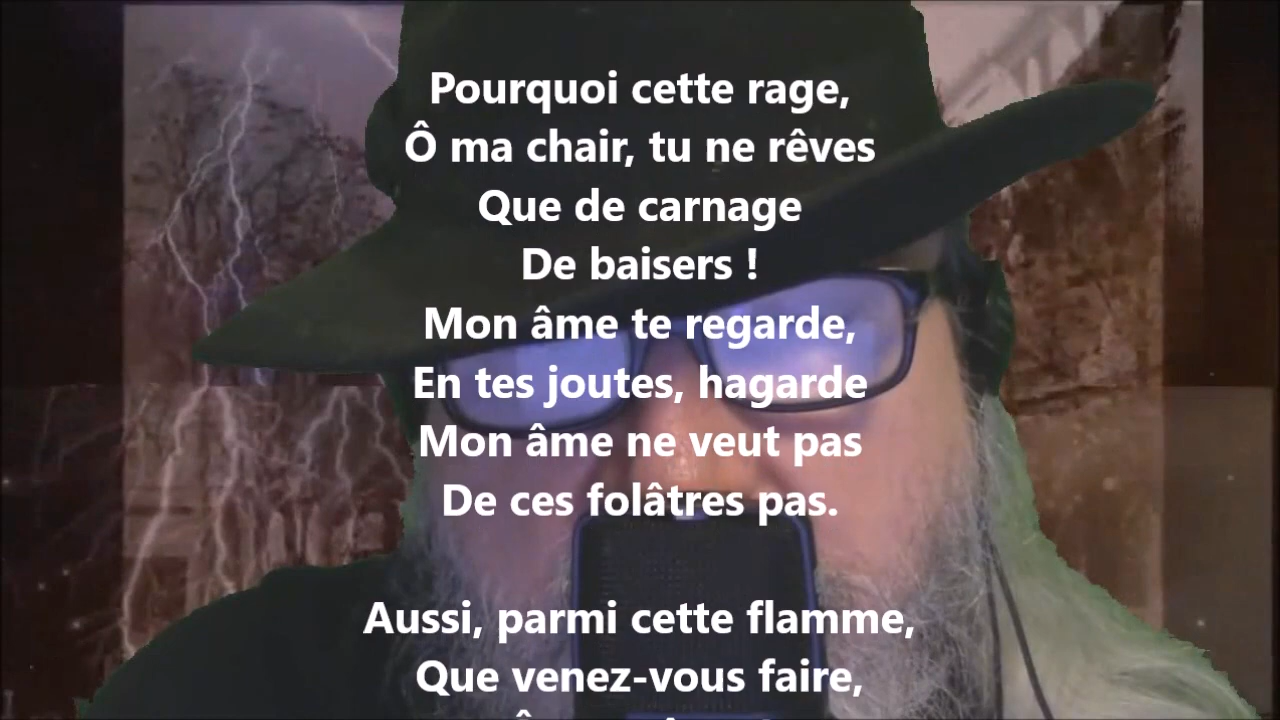 Pourquoi cette rage,
Ô ma chair, tu ne rêves
Que de carnage
De baisers !
Mon âme te regarde,
En tes joutes, hagarde
Mon âme ne veut pas
De ces folâtres pas.
Aussi, parmi cette flamme,
Que venez-vous faire,